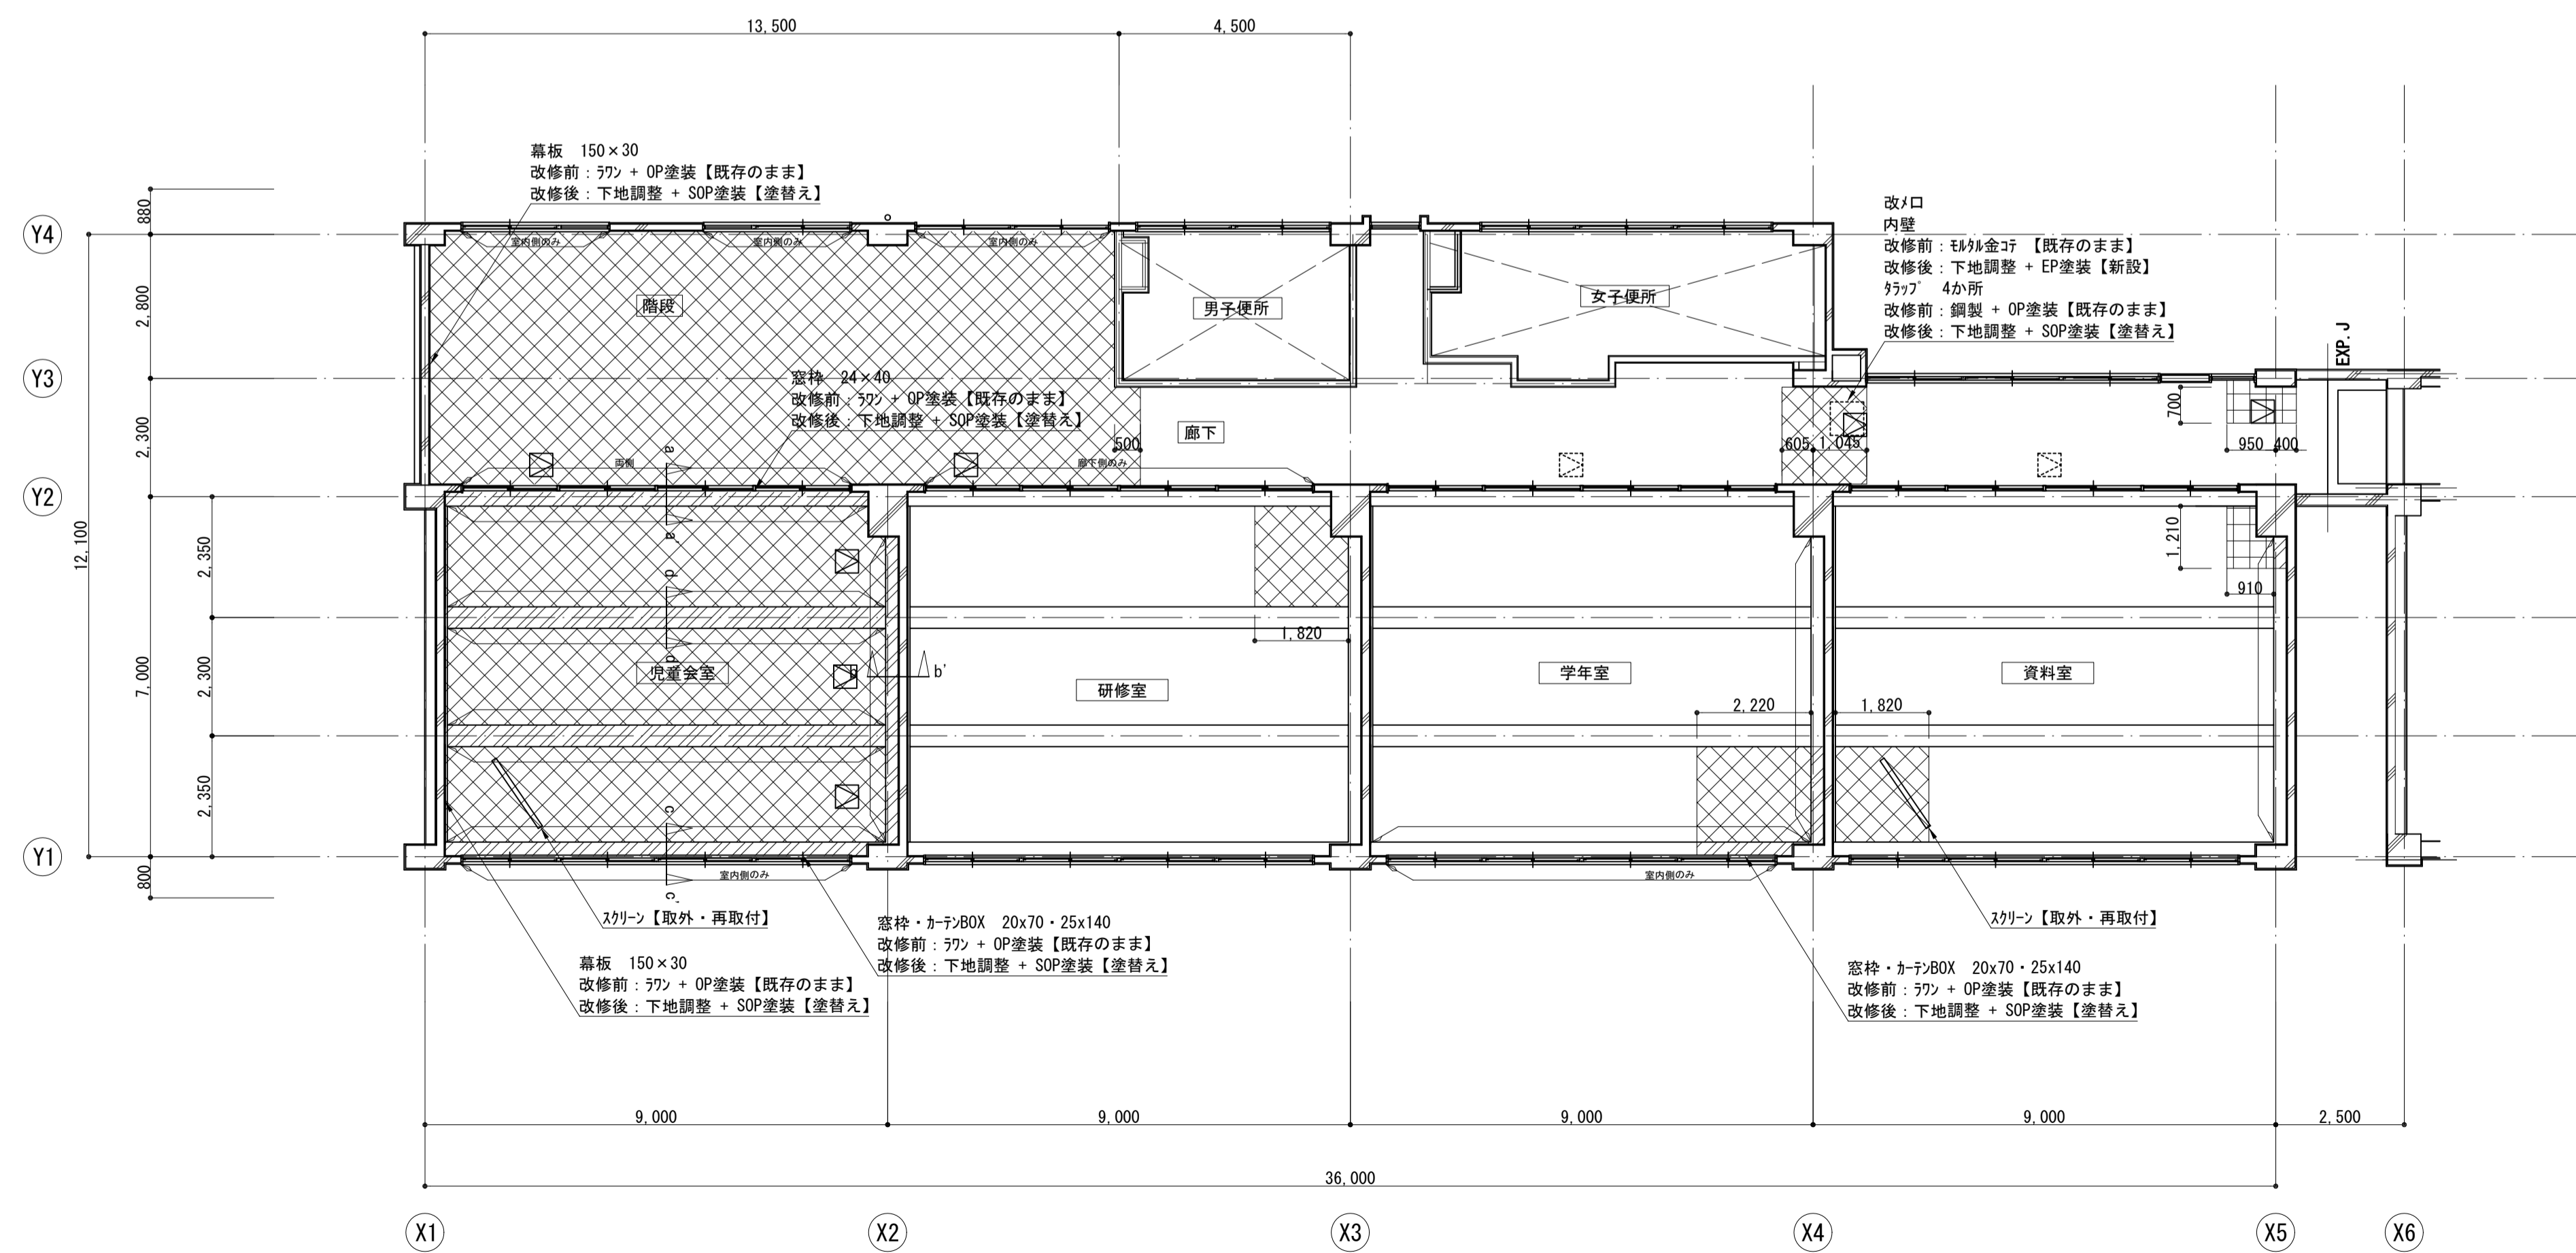 13,500
4,500
幕板 150×30
改修前：ﾗﾜﾝ + OP塗装【既存のまま】
改修後：下地調整 + SOP塗装【塗替え】
改ﾒ口
内壁
改修前：ﾓﾙﾀﾙ金ｺﾃ 【既存のまま】
改修後：下地調整 + EP塗装【新設】
ﾀﾗｯﾌﾟ 4か所
改修前：鋼製 + OP塗装【既存のまま】
改修後：下地調整 + SOP塗装【塗替え】
880
Y4
室内側のみ
室内側のみ
室内側のみ
2,800
階段
男子便所
女子便所
EXP.J
Y3
窓枠 24×40
改修前：ﾗﾜﾝ + OP塗装【既存のまま】
改修後：下地調整 + SOP塗装【塗替え】
700
2,300
廊下
500
605
1,045
950
400
a
両側
廊下側のみ
Y2
a'
12,100
2,350
1,210
d
910
1,820
7,000
2,300
児童会室
d'
b
b'
研修室
学年室
資料室
2,220
1,820
2,350
c
Y1
800
室内側のみ
室内側のみ
c'
ｽｸﾘｰﾝ【取外・再取付】
ｽｸﾘｰﾝ【取外・再取付】
窓枠・ｶｰﾃﾝBOX 20x70・25x140
改修前：ﾗﾜﾝ + OP塗装【既存のまま】
改修後：下地調整 + SOP塗装【塗替え】
幕板 150×30
改修前：ﾗﾜﾝ + OP塗装【既存のまま】
改修後：下地調整 + SOP塗装【塗替え】
窓枠・ｶｰﾃﾝBOX 20x70・25x140
改修前：ﾗﾜﾝ + OP塗装【既存のまま】
改修後：下地調整 + SOP塗装【塗替え】
9,000
9,000
9,000
9,000
2,500
36,000
X1
X2
X3
X4
X5
X6